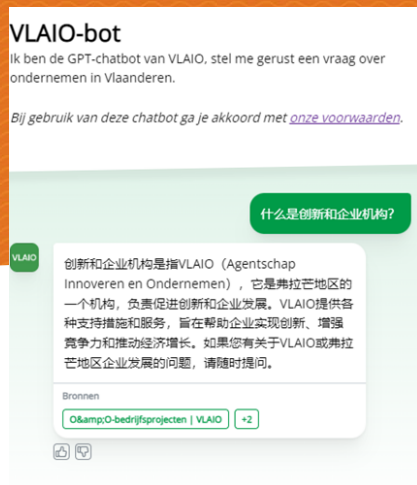 VLAIO-bot
Ik ben de GPT-chatbot van VLAIO, stel me gerust een vraag over
ondernemen in Vlaanderen.
Bij gebruik van deze chatbot ga je akkoord met onze voorwaarden.
什么是创新和企业机构？
VLAIO
创新和企业机构是指VLAIO（Agentschap
Innoveren en Ondernemen），它是弗拉芒地区的
一个机构，负责促进创新和企业发展。VLAIO提供各
种支持措施和服务，旨在帮助企业实现创新、增强
竞争力和推动经济增长。如果您有关于VLAIO或弗拉
芒地区企业发展的问题，请随时提问。
Bronnen
O&amp;O-bedrijfsprojecten | VLAIO +2